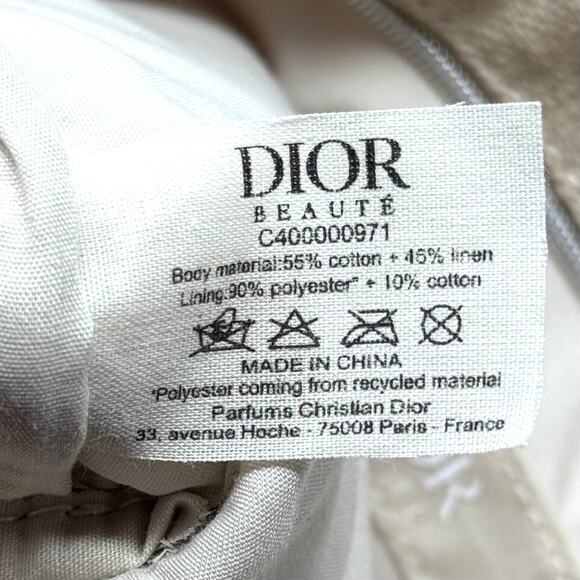 DIOR
BEAUTÉ
C400000971
Body material:55% cotton + 45% linen
Lining:90% polyester* + 10% cotton
MADE IN CHINA
*Polyester coming from recycled material
Parfums Christian Dior
33, avenue Hoche - 75008 Paris - France